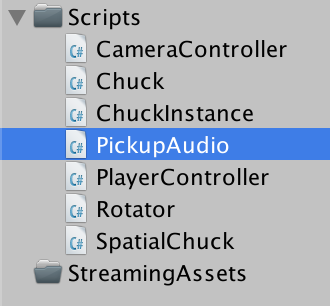 Scripts
C# CameraController
C# Chuck
C# ChuckInstance
C# PickupAudio
C# PlayerController
C# Rotator
C# SpatialChuck
StreamingAssets